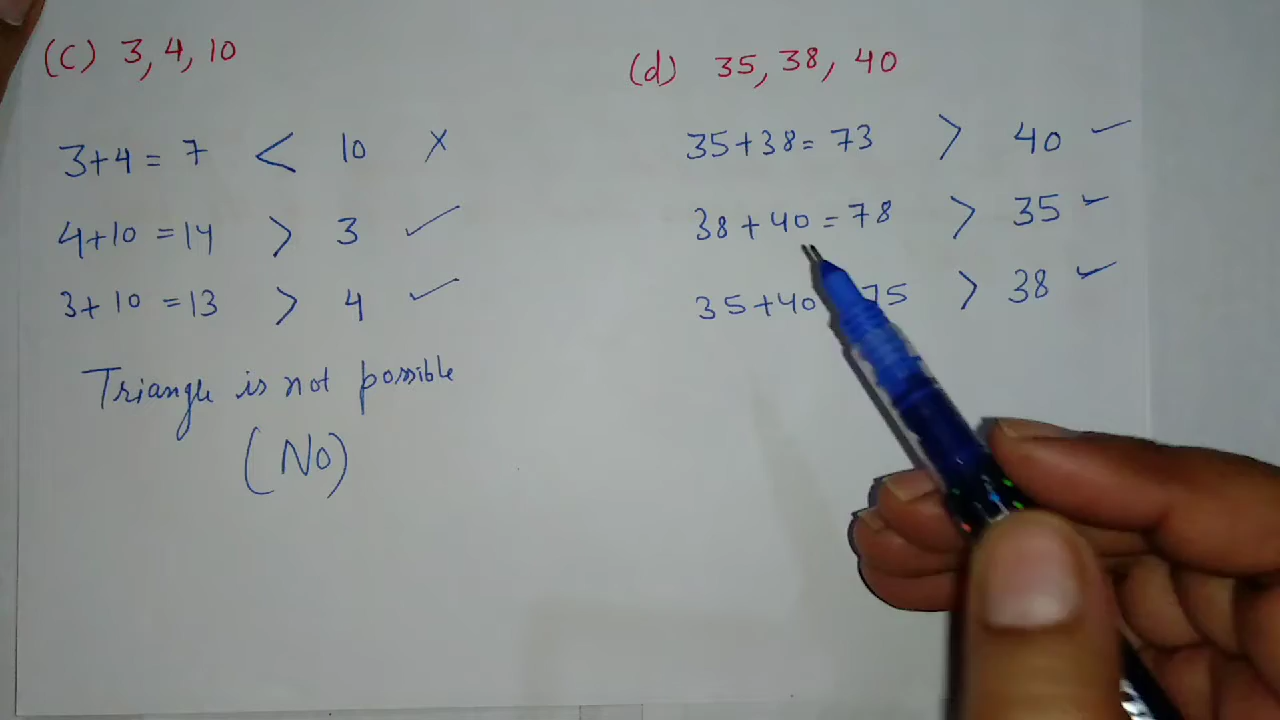 (C) 3, 4, 10
3+4 = 7 < 10 ×
4+10 = 14 > 3 ✓
3+10 = 13 > 4 ✓
Triangle is not possible
(No)
(d) 35, 38, 40
35+38= 73 > 40 ✓
38+40 = 78 > 35 ✓
35+40 75 > 38 ✓